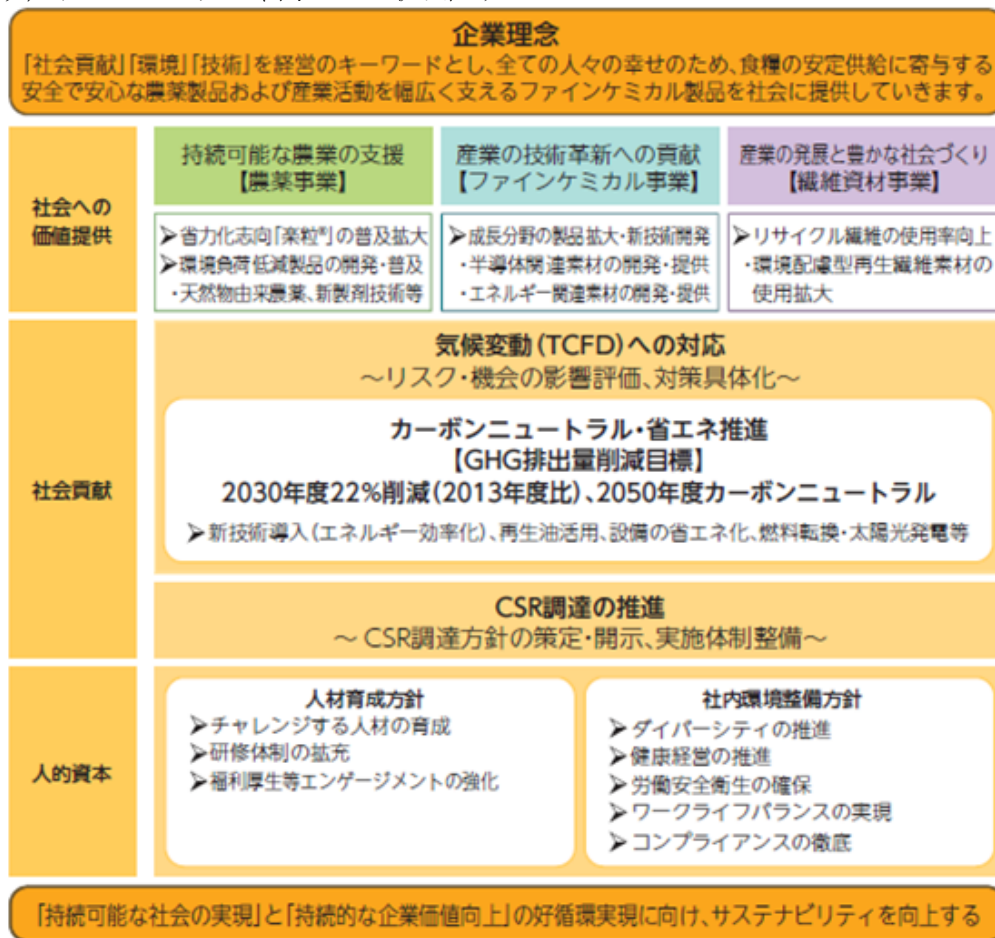 企業理念
「社会貢献」「環境」「技術」を経営のキーワードとし、全ての人々の幸せのため、食糧の安定供給に寄与する
安全で安心な農薬製品および産業活動を幅広く支えるファインケミカル製品を社会に提供していきます。
社会への
価値提供
持続可能な農業の支援
【農薬事業】
➢省力化志向「楽粒®」の普及拡大
➢環境負荷低減製品の開発・普及
・天然物由来農薬、新製剤技術等
産業の技術革新への貢献
【ファインケミカル事業】
➢成長分野の製品拡大・新技術開発
・半導体関連素材の開発・提供
・エネルギー関連素材の開発・提供
産業の発展と豊かな社会づくり
【繊維資材事業】
➢リサイクル繊維の使用率向上
・環境配慮型再生繊維素材の
使用拡大
社会貢献
気候変動(TCFD)への対応
～リスク・機会の影響評価、対策具体化～
カーボンニュートラル・省エネ推進
【GHG排出量削減目標】
2030年度22%削減(2013年度比)、2050年度カーボンニュートラル
➢新技術導入(エネルギー効率化)、再生油活用、設備の省エネ化、燃料転換・太陽光発電等
CSR調達の推進
～ CSR調達方針の策定・開示、実施体制整備～
人的資本
人材育成方針
➢チャレンジする人材の育成
➢研修体制の拡充
➢福利厚生等エンゲージメントの強化
社内環境整備方針
➢ダイバーシティの推進
➢健康経営の推進
➢労働安全衛生の確保
➢ワークライフバランスの実現
➢コンプライアンスの徹底
「持続可能な社会の実現」と「持続的な企業価値向上」の好循環実現に向け、サステナビリティを向上する